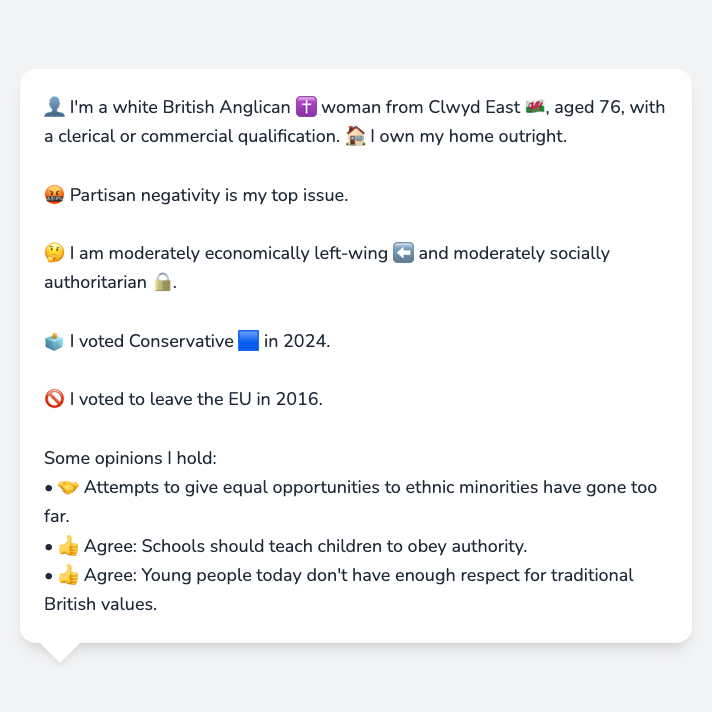 👤 I'm a white British Anglican ✝️ woman from Clwyd East 🏴󠁧󠁢󠁷󠁬󠁳󠁿, aged 76, with
a clerical or commercial qualification. 🏠 I own my home outright.
🤬 Partisan negativity is my top issue.
🤔 I am moderately economically left-wing ⬅️ and moderately socially
authoritarian 🔒.
🗳️ I voted Conservative 🟦 in 2024.
🚫 I voted to leave the EU in 2016.
Some opinions I hold:
• 🤝 Attempts to give equal opportunities to ethnic minorities have gone too
far.
• 👍 Agree: Schools should teach children to obey authority.
• 👍 Agree: Young people today don't have enough respect for traditional
British values.